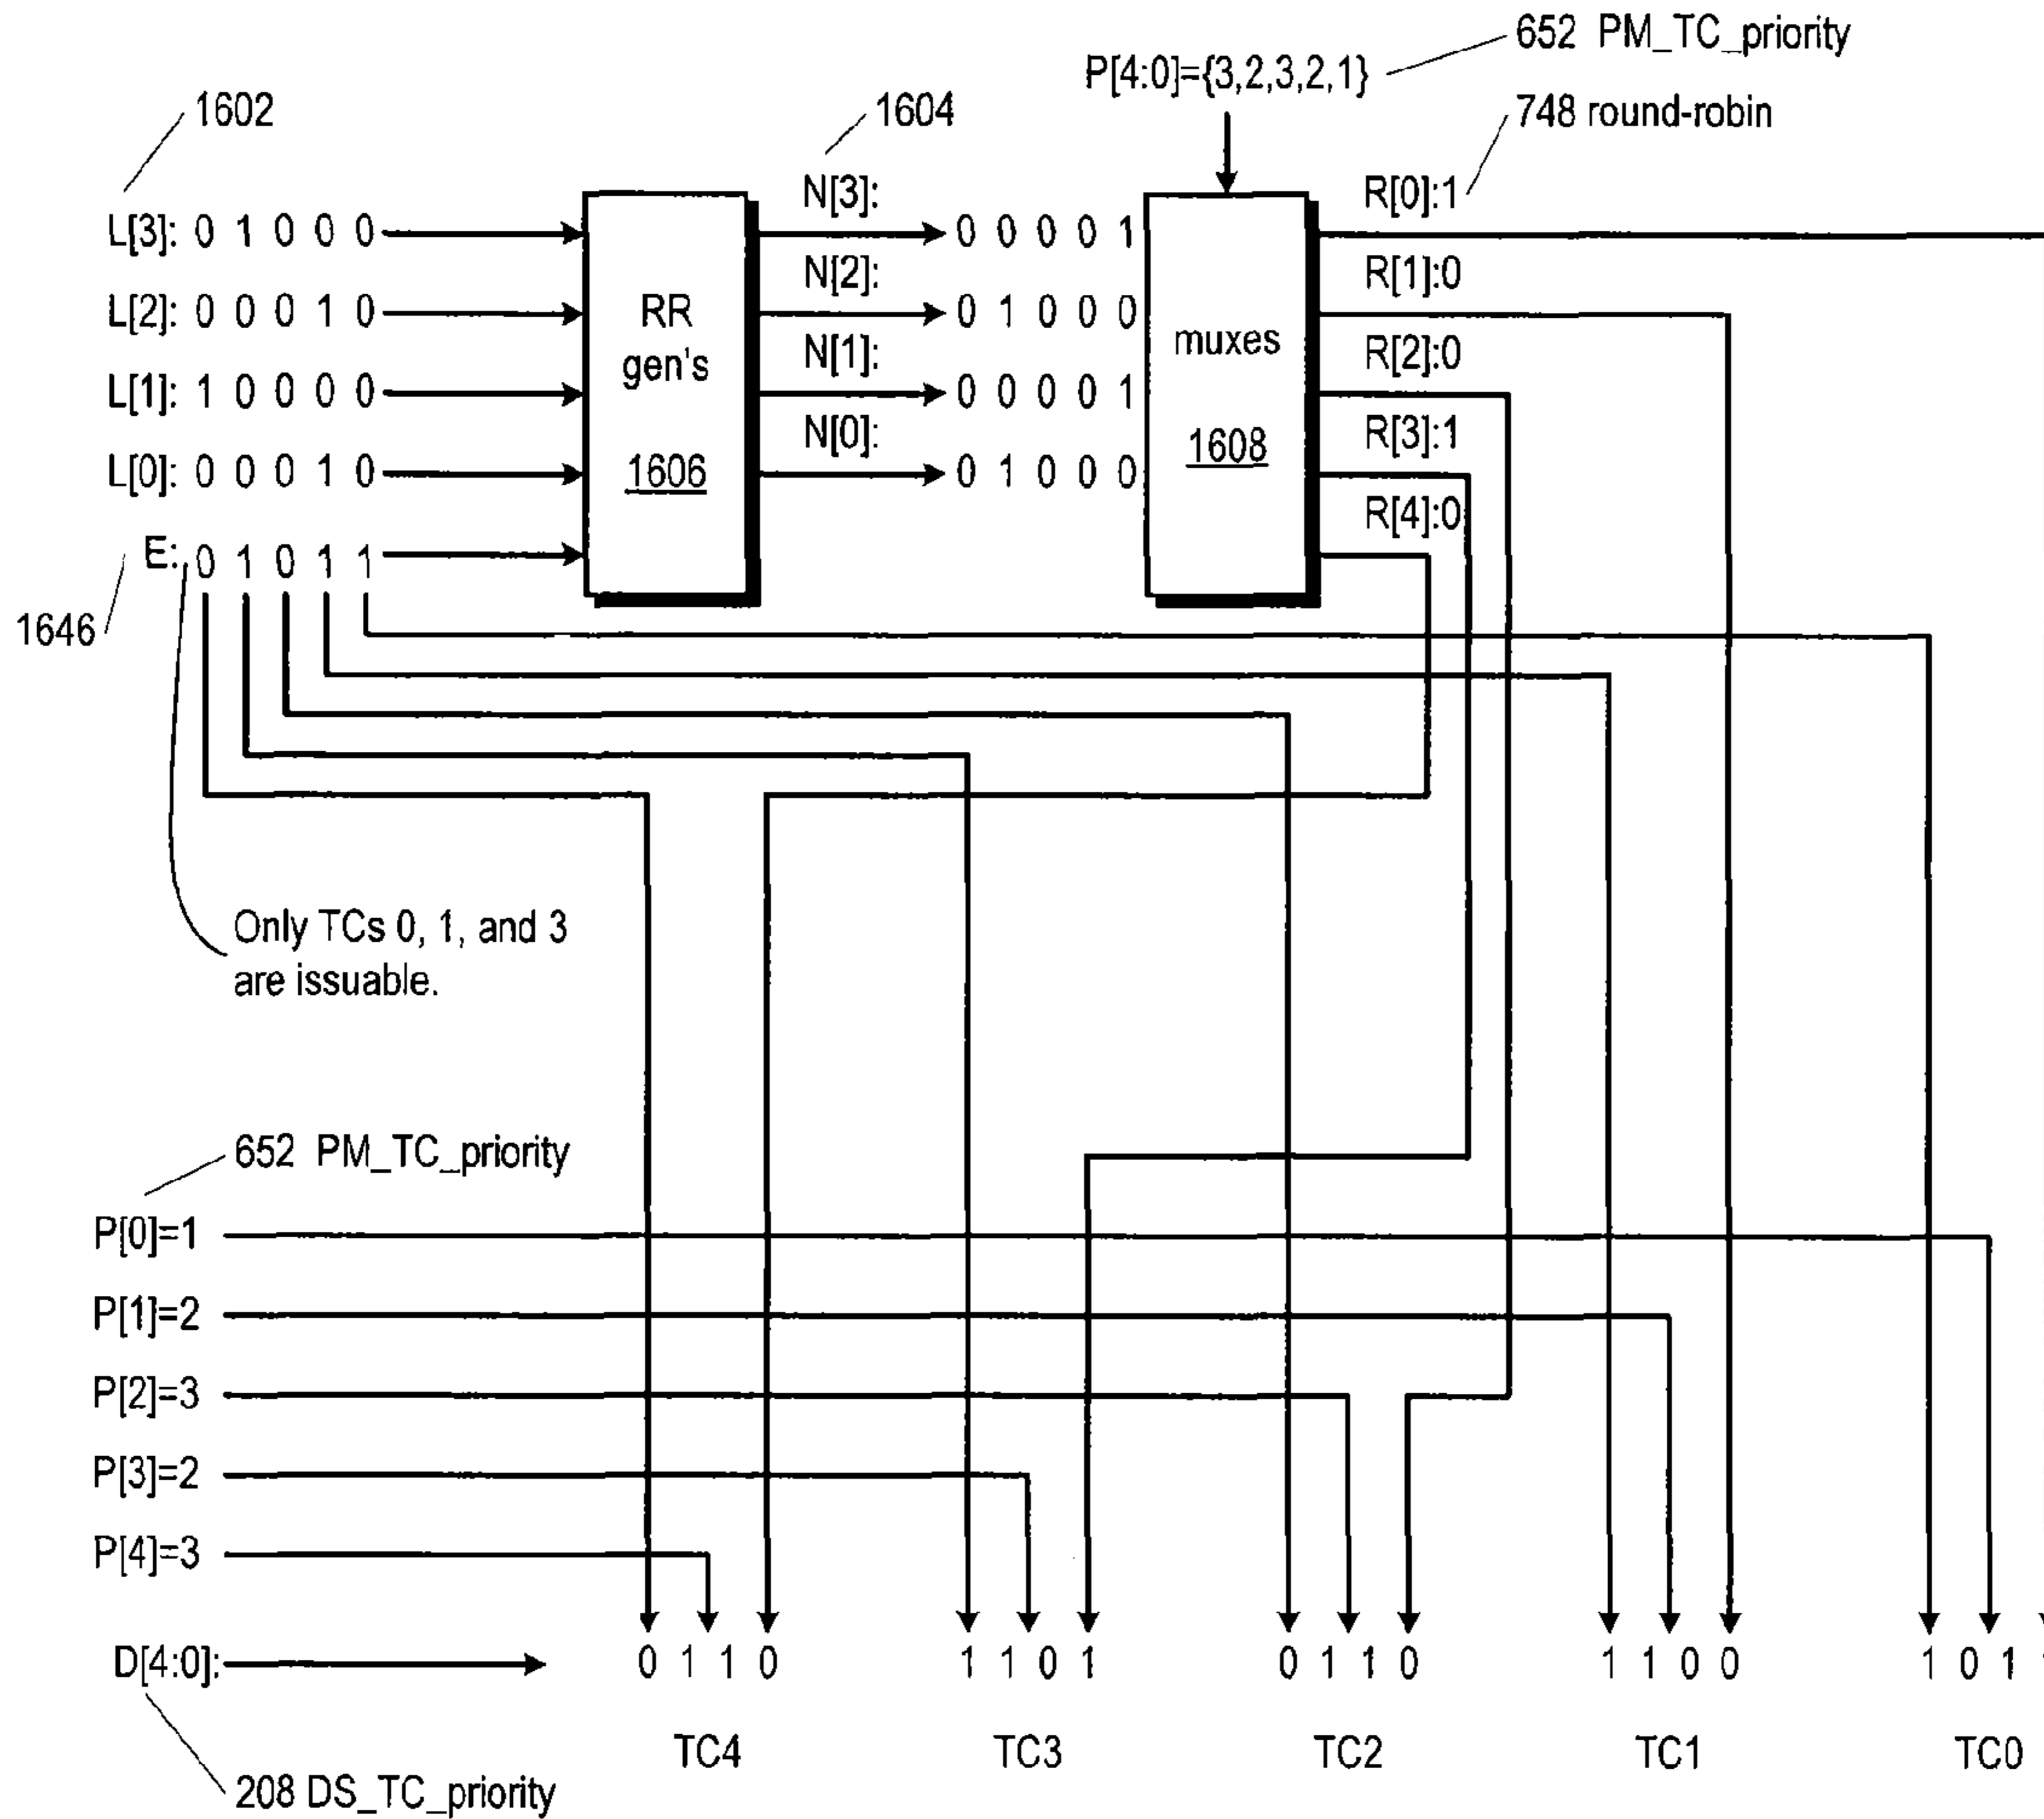 652 PM_TC_priority
P[4:0]={3,2,3,2,1}
1602
1604
748 round-robin
N[3]:
R[0]:1
L[3]: 0 1 0 0 0
0 0 0 0 1
N[2]:
R[1]:0
L[2]: 0 0 0 1 0
RR
0 1 0 0 0
muxes
gen's
N[1]:
R[2]:0
L[1]: 1 0 0 0 0
0 0 0 0 1
N[0]:
R[3]:1
L[0]: 0 0 0 1 0
1606
0 1 0 0 0
1608
R[4]:0
E: 0 1 0 1 1
1646
Only TCs 0, 1, and 3
are issuable.
652 PM_TC_priority
P[0]=1
P[1]=2
P[2]=3
P[3]=2
P[4]=3
D[4:0]:
0 1 1 0
1 1 0 1
0 1 1 0
1 1 0 0
1 0 1
TC4
TC3
TC2
TC1
TC0
208 DS_TC_priority